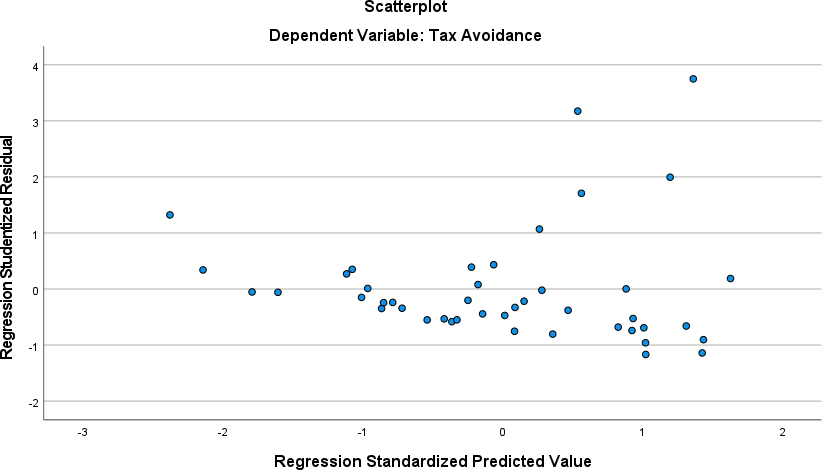 Scatterplot
Dependent Variable: Tax Avoidance
Regression Studentized Residual
4
3
2
1
0
-1
-2
-3 -2 -1 0 1 2
Regression Standardized Predicted Value